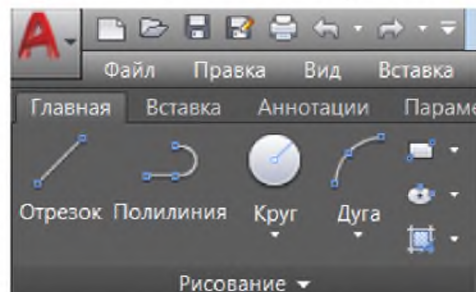 Файл Правка Вид Вставка
Главная Вставка Аннотации Параме
Отрезок Полилиния Круг Дуга
Рисование